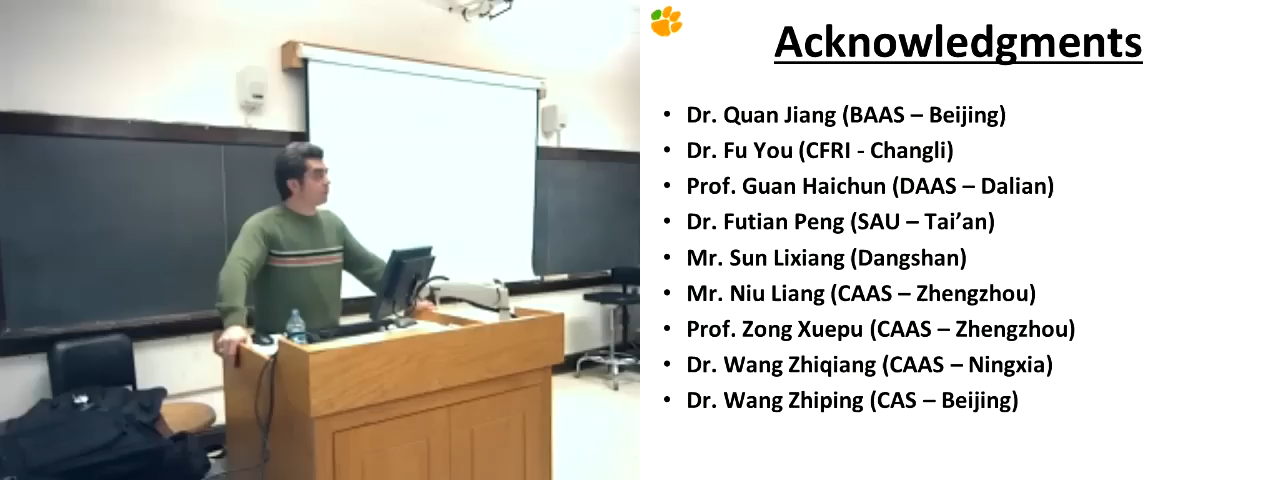 Acknowledgments
• Dr. Quan Jiang (BAAS – Beijing)
• Dr. Fu You (CFRI - Changli)
• Prof. Guan Haichun (DAAS – Dalian)
• Dr. Futian Peng (SAU – Tai’an)
• Mr. Sun Lixiang (Dangshan)
• Mr. Niu Liang (CAAS – Zhengzhou)
• Prof. Zong Xuepu (CAAS – Zhengzhou)
• Dr. Wang Zhiqiang (CAAS – Ningxia)
• Dr. Wang Zhiping (CAS – Beijing)